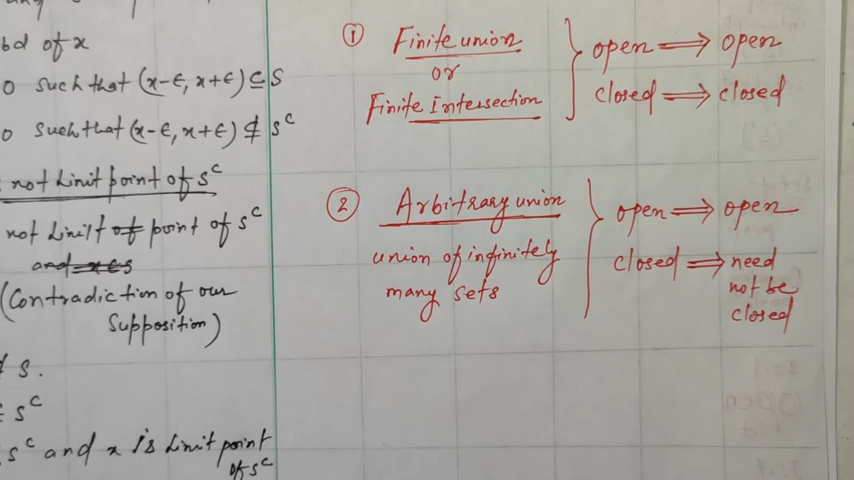 bd of x
0 such that (x-ϵ, x+ϵ) ⊆ S
0 such that (x-ϵ, x+ϵ) ⊈ S^c
not limit point of S^c
not limit of point of S^c
and
(Contradiction of our
supposition)
S.
S^c
S^c and x is limit point
of S^c
① Finite union
or
Finite Intersection
} open ⟹ open
closed ⟹ closed
② Arbitrary union
union of infinitely
many sets
} open ⟹ open
closed ⟹ need
not be
closed